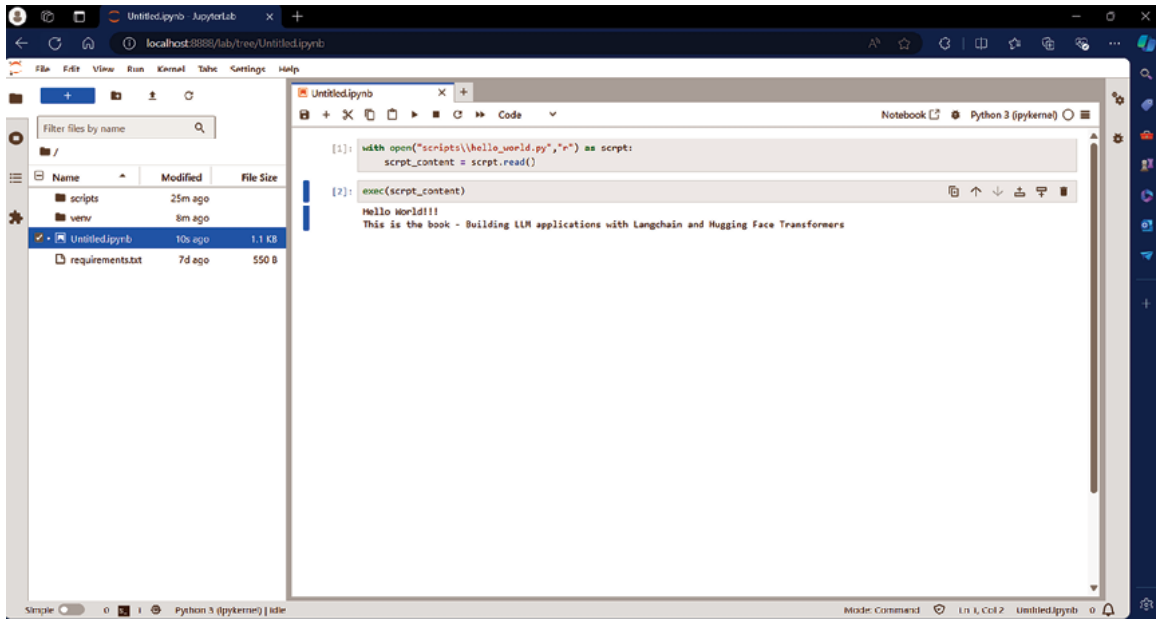 Untitled.ipynb - JupyterLab
localhost:8888/lab/tree/Untitled.ipynb
File Edit View Run Kernel Tabs Settings Help
Filter files by name
/
Name Modified File Size
scripts 25m ago
venv 8m ago
Untitled.ipynb 10s ago 1.1 KB
requirements.txt 7d ago 550 B
Untitled.ipynb
Code
Notebook
Python 3 (ipykernel)
[1]: with open("scripts\\hello_world.py","r") as scrpt:
scrpt_content = scrpt.read()
[2]: exec(scrpt_content)
Hello World!!!
This is the book - Building LLM applications with Langchain and Hugging Face Transformers
Simple 0 1 Python 3 (ipykernel) | Idle
Mode: Command Ln 1, Col 2 Untitled.ipynb 0